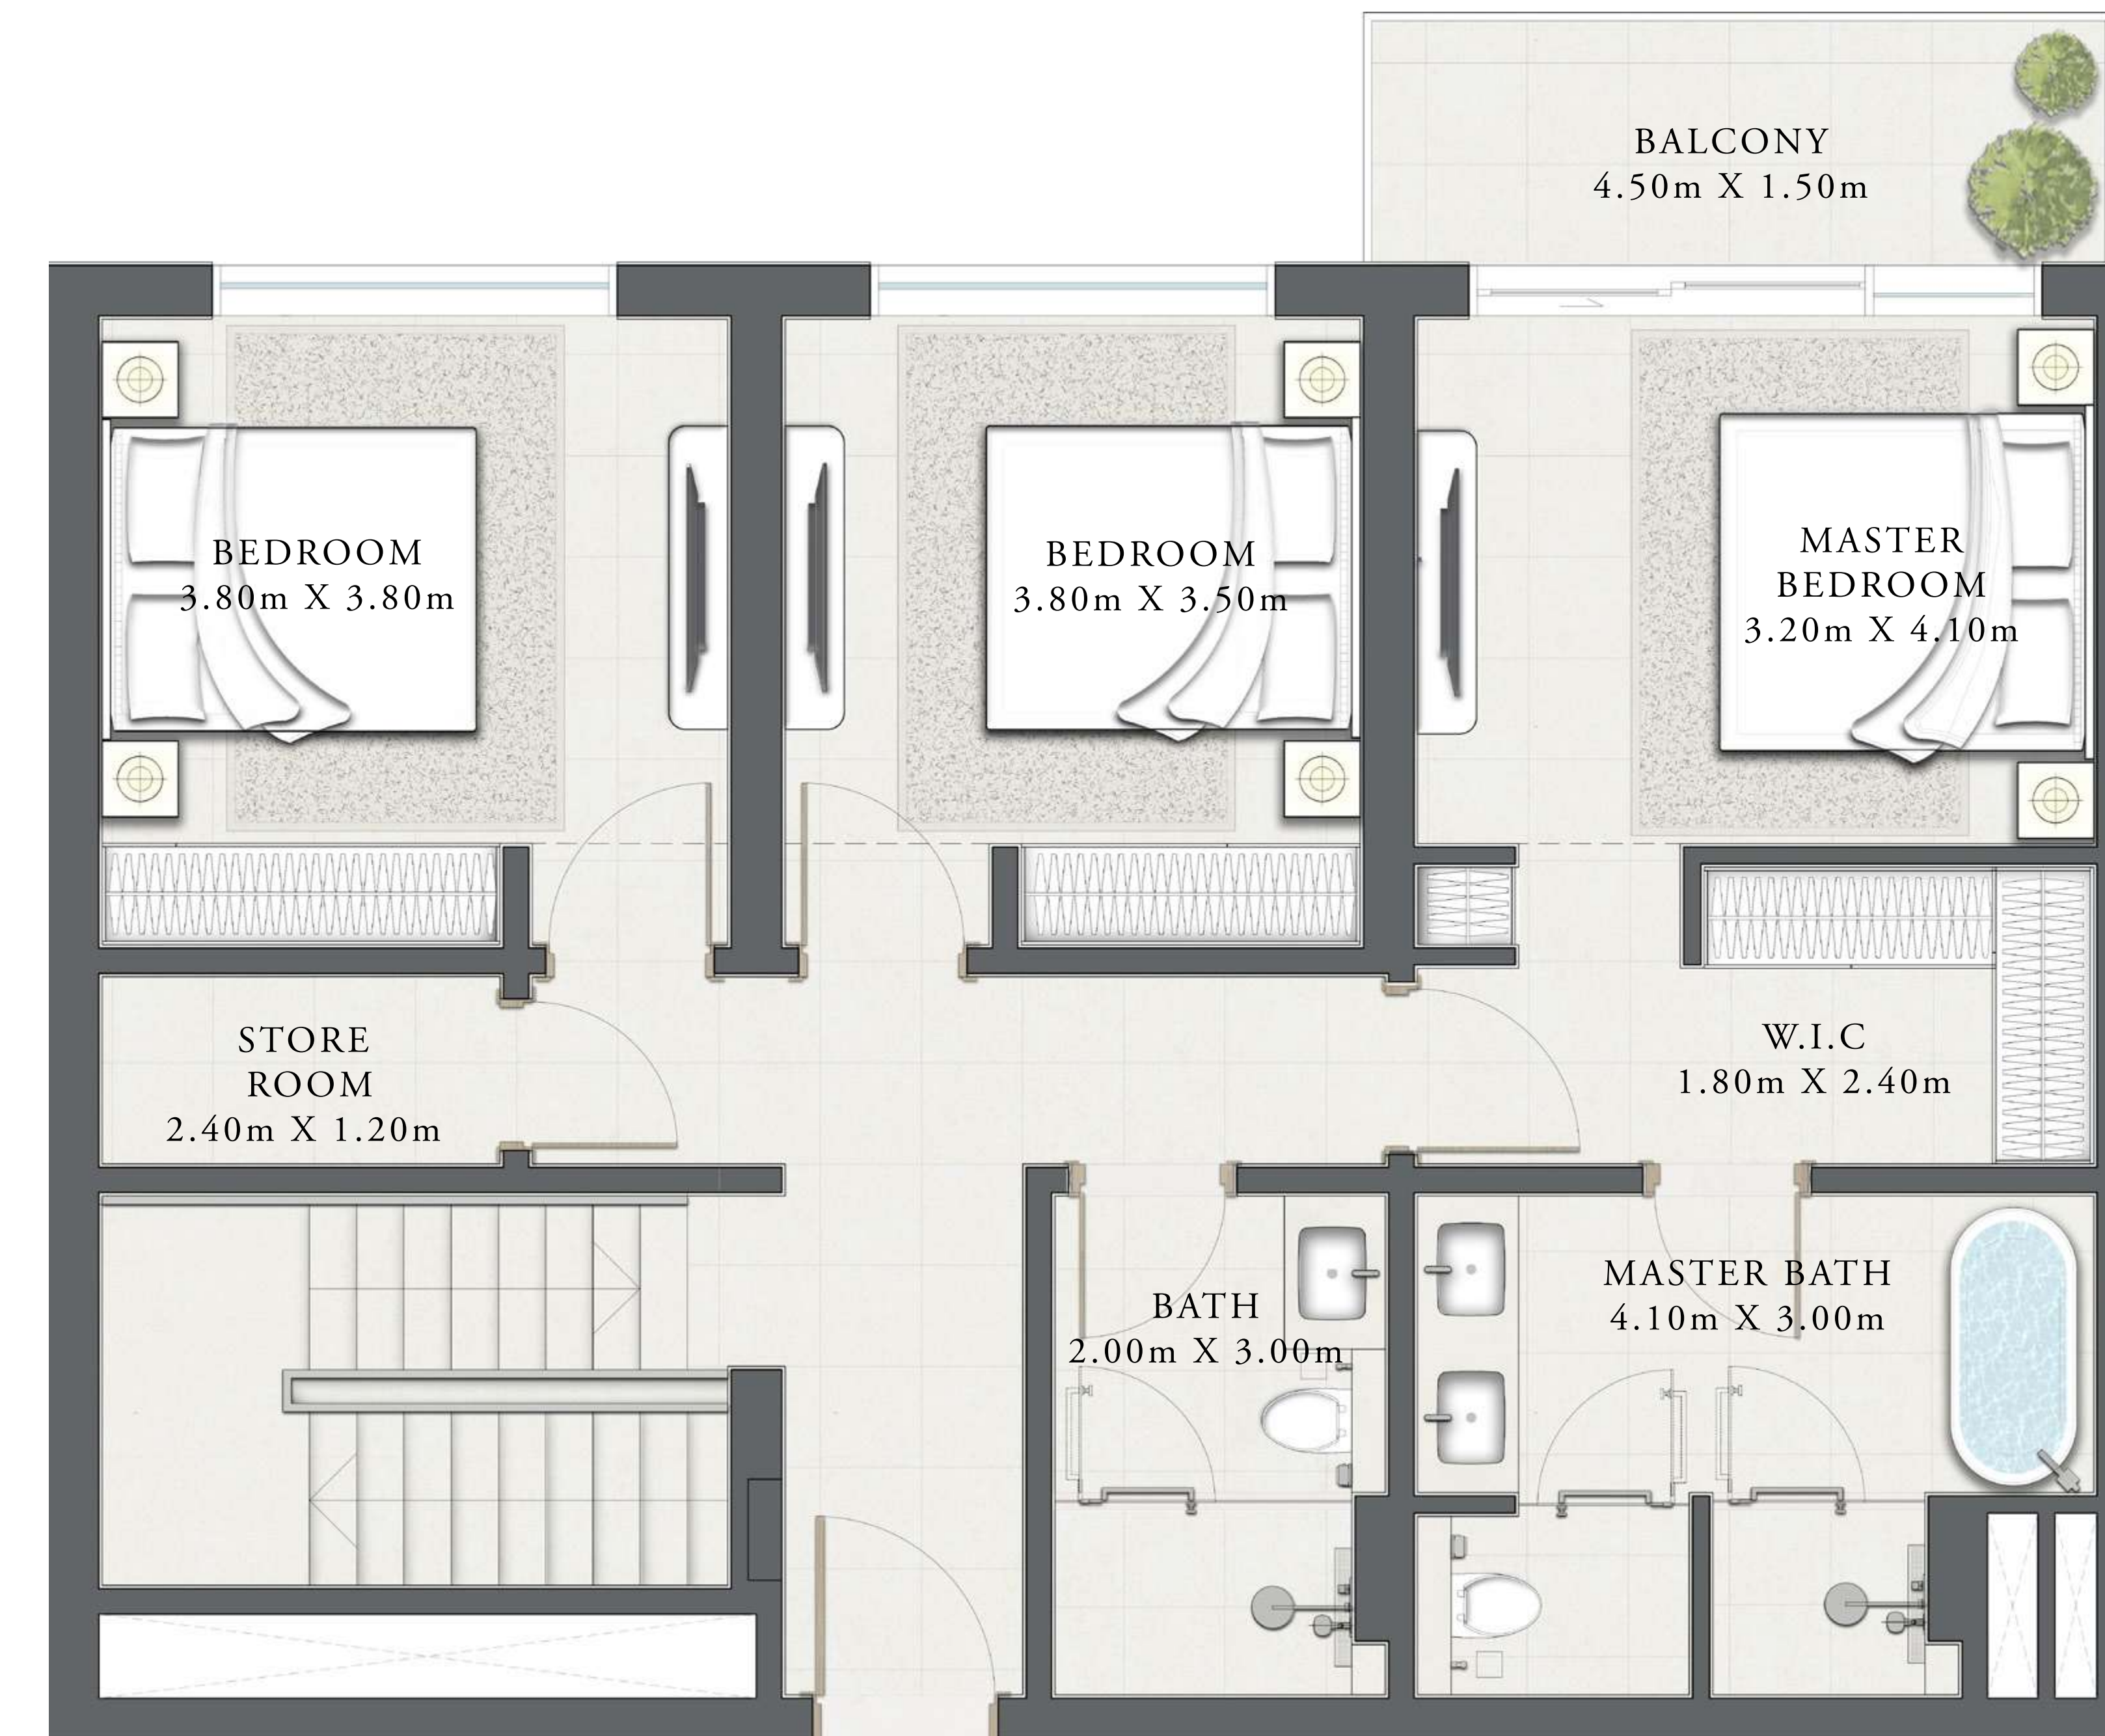 BALCONY
4.50m X 1.50m
BEDROOM
3.80m X 3.80m
BEDROOM
3.80m X 3.50m
MASTER
BEDROOM
3.20m X 4.10m
STORE
ROOM
2.40m X 1.20m
W.I.C
1.80m X 2.40m
BATH
2.00m X 3.00m
MASTER BATH
4.10m X 3.00m